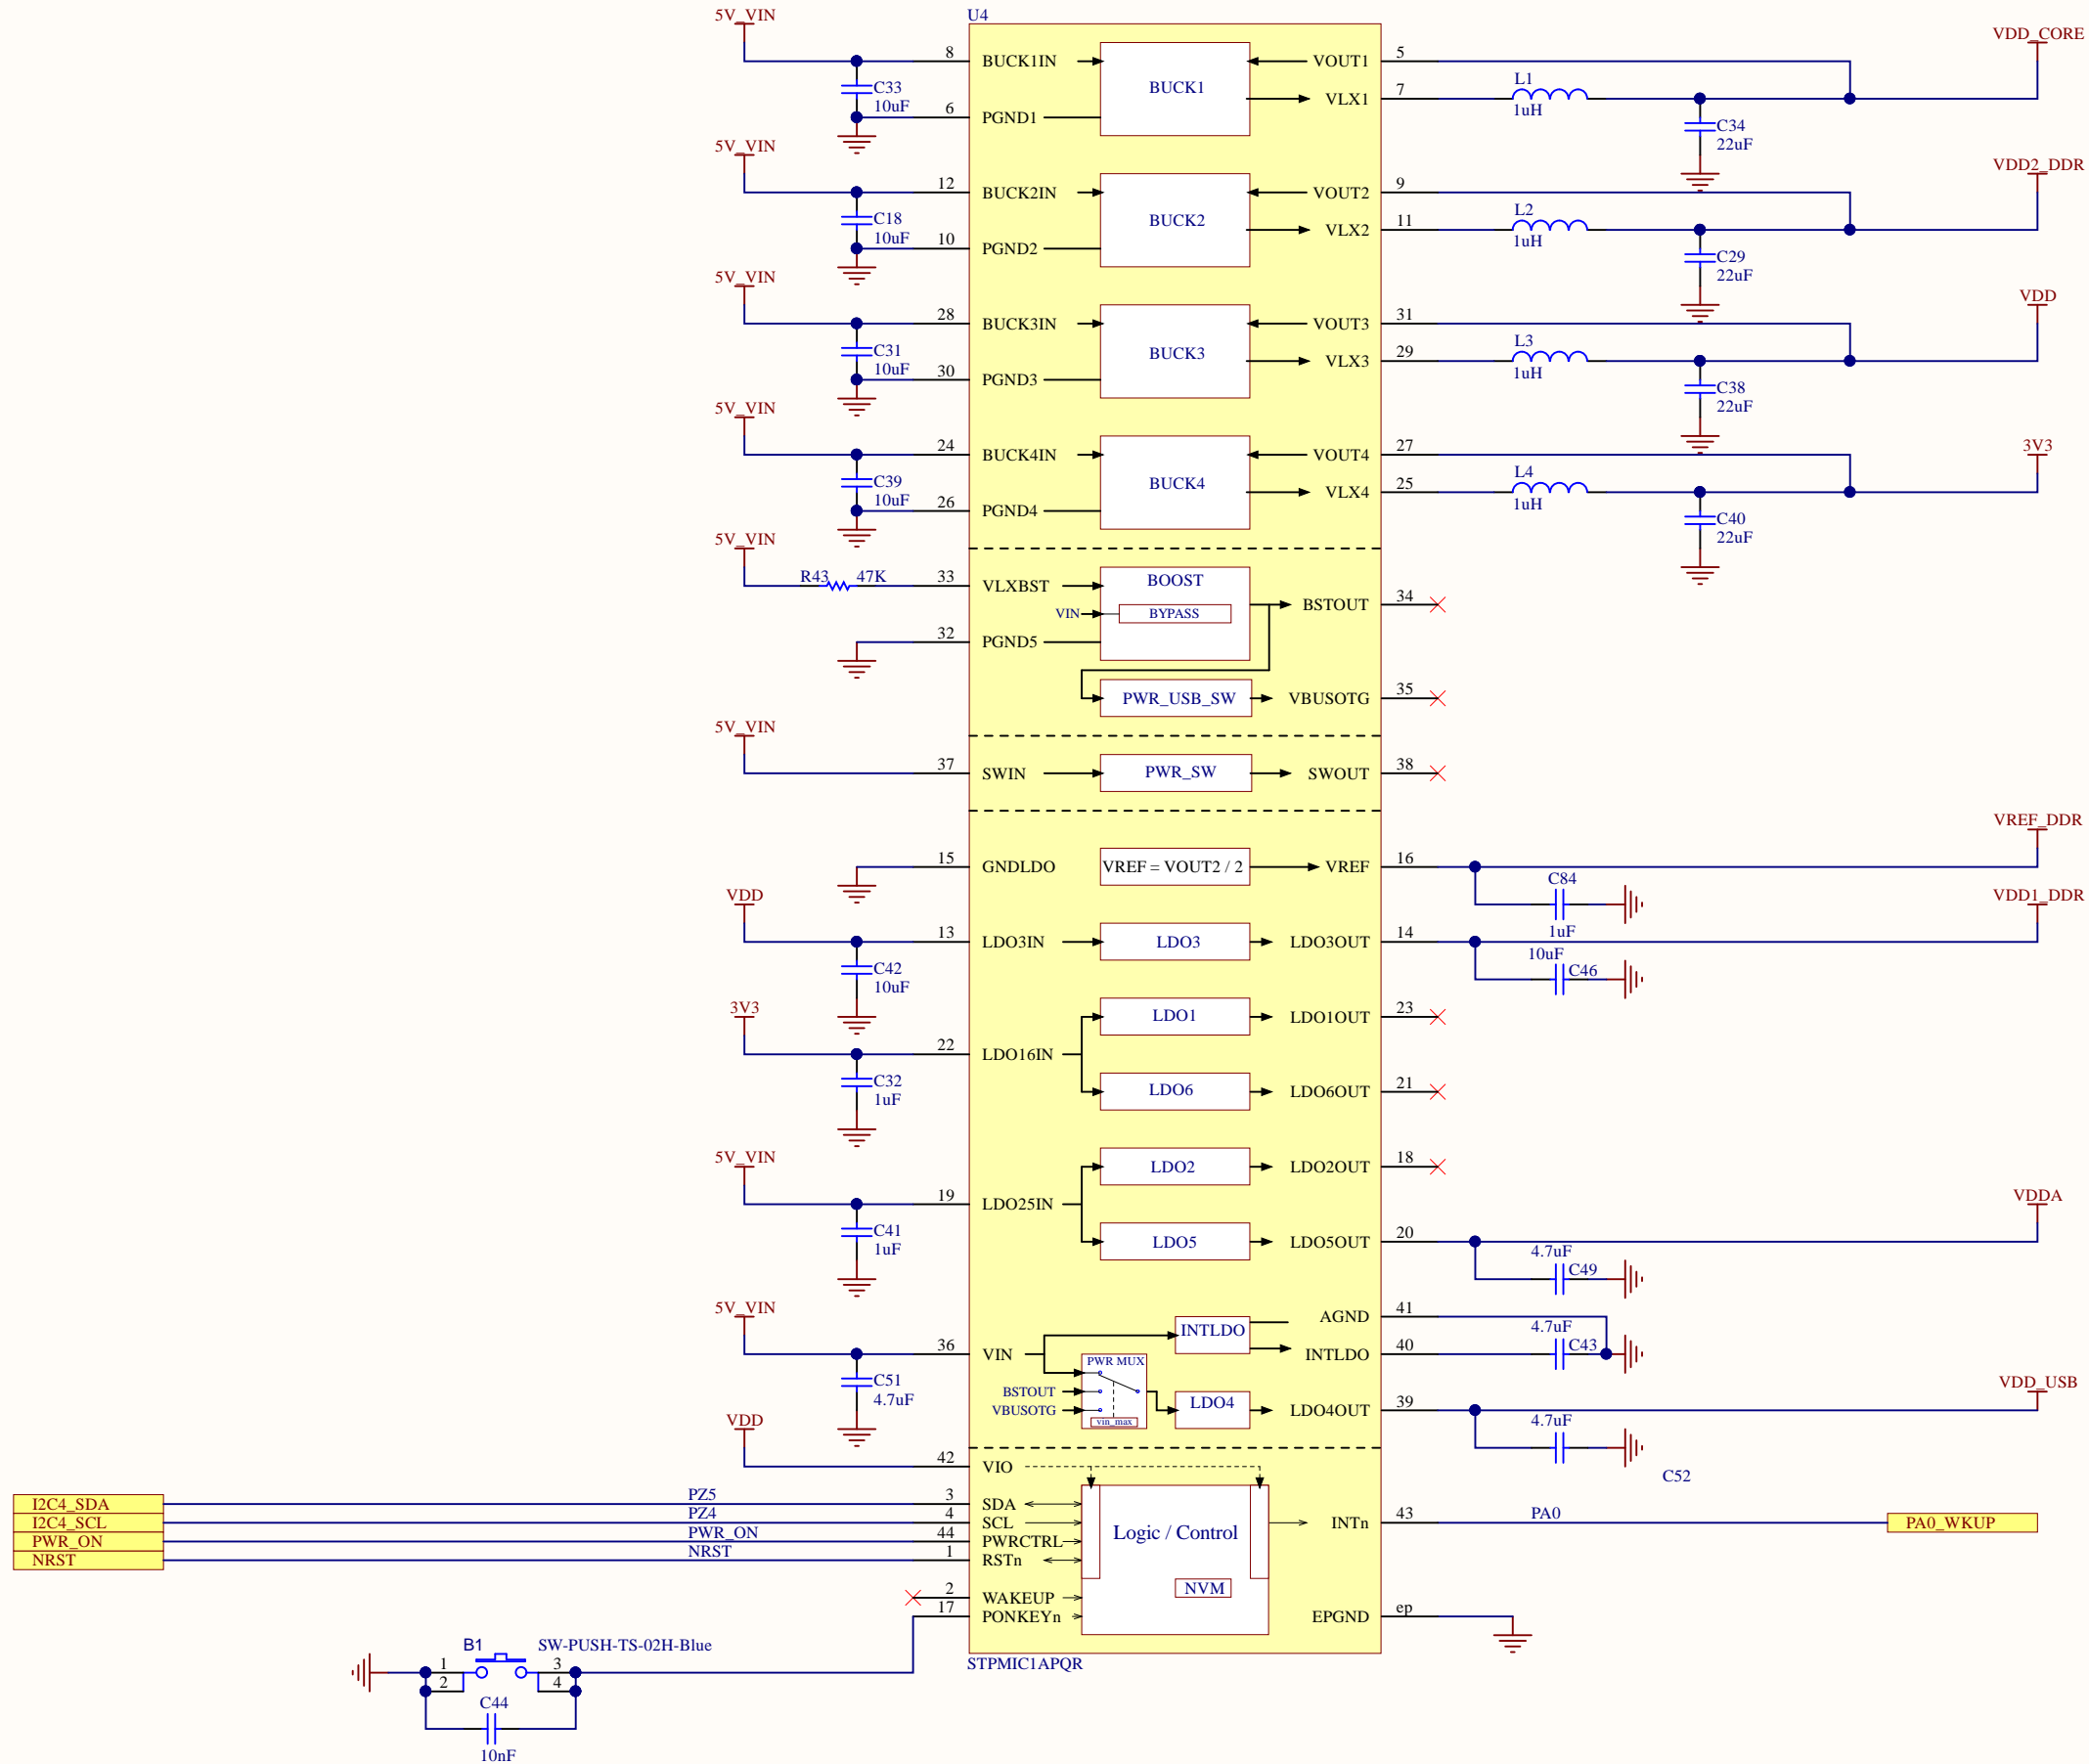 5V_VIN
U4
VDD_CORE
8 BUCK1IN BUCK1 VOUT1 5
C33
10uF
L1
1uH
7 VLX1
6 PGND1
C34
22uF
5V_VIN
VDD2_DDR
12 BUCK2IN BUCK2 VOUT2 9
C18
10uF
L2
1uH
11 VLX2
10 PGND2
C29
22uF
5V_VIN
VDD
28 BUCK3IN BUCK3 VOUT3 31
C31
10uF
L3
1uH
29 VLX3
30 PGND3
C38
22uF
5V_VIN
3V3
24 BUCK4IN BUCK4 VOUT4 27
C39
10uF
L4
1uH
25 VLX4
26 PGND4
C40
22uF
5V_VIN
R43 47K 33 VLXBST BOOST
VIN BYPASS BSTOUT 34
32 PGND5
PWR_USB_SW VBUSOTG 35
5V_VIN
37 SWIN PWR_SW SWOUT 38
VREF_DDR
15 GNDLDO VREF = VOUT2 / 2 VREF 16
C84
1uF
VDD
VDD1_DDR
13 LDO3IN LDO3 LDO3OUT 14
C42
10uF
10uF
C46
3V3
LDO1 LDO1OUT 23
22 LDO16IN
C32
1uF
LDO6 LDO6OUT 21
5V_VIN
LDO2 LDO2OUT 18
19 LDO25IN
C41
1uF
VDDA
LDO5 LDO5OUT 20
4.7uF
C49
5V_VIN
AGND 41
INTLDO
4.7uF
C43
36 VIN INTLDO 40
C51
4.7uF
PWR MUX
BSTOUT
VBUSOTG
vin_max
VDD_USB
LDO4 LDO4OUT 39
4.7uF
C52
VDD
42 VIO
I2C4_SDA PZ5 3 SDA
I2C4_SCL PZ4 4 SCL
PWR_ON PWR_ON 44 PWRCTRL
NRST NRST 1 RSTn
Logic / Control
INTn 43 PA0 PA0_WKUP
2 WAKEUP
NVM
17 PONKEYn
EPGND ep
STPMIC1APQR
B1 SW-PUSH-TS-02H-Blue
1 3
2 4
C44
10nF